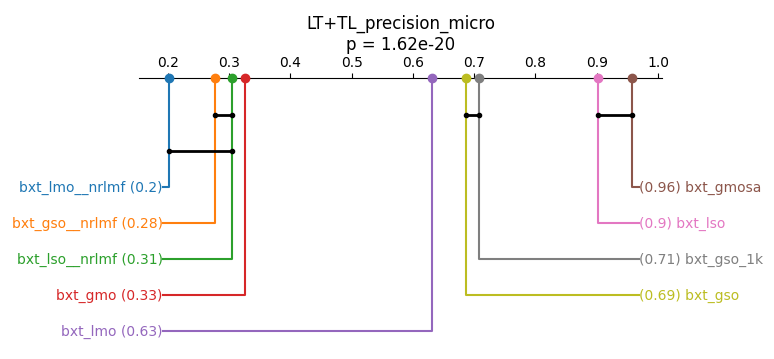 LT+TL_precision_micro
p = 1.62e-20
0.2 0.3 0.4 0.5 0.6 0.7 0.8 0.9 1.0
bxt_lmo__nrlmf (0.2) (0.96) bxt_gmosa
bxt_gso__nrlmf (0.28) (0.9) bxt_lso
bxt_lso__nrlmf (0.31) (0.71) bxt_gso_1k
bxt_gmo (0.33) (0.69) bxt_gso
bxt_lmo (0.63)